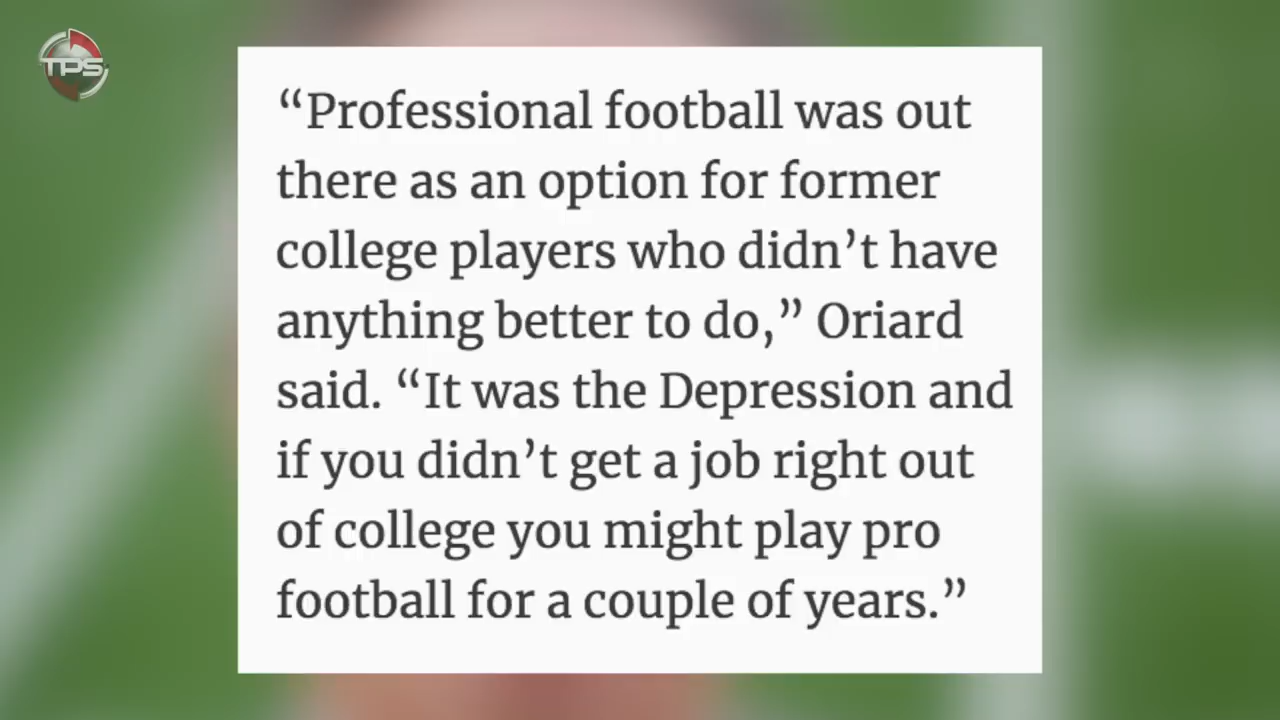 TPS
“Professional football was out
there as an option for former
college players who didn’t have
anything better to do,” Oriard
said. “It was the Depression and
if you didn’t get a job right out
of college you might play pro
football for a couple of years.”